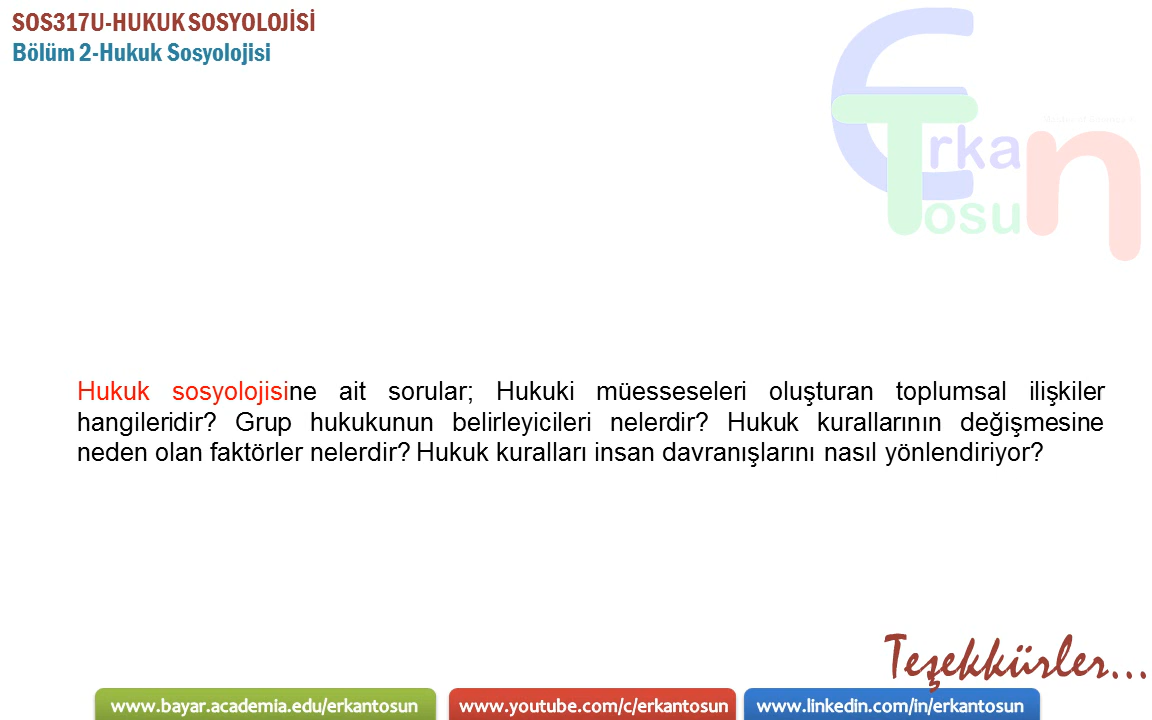 SOS317U-HUKUK SOSYOLOJİSİ
Bölüm 2-Hukuk Sosyolojisi
Erkan
Tosun
Hukuk sosyolojisine ait sorular; Hukuki müesseseleri oluşturan toplumsal ilişkiler
hangileridir? Grup hukukunun belirleyicileri nelerdir? Hukuk kurallarının değişmesine
neden olan faktörler nelerdir? Hukuk kuralları insan davranışlarını nasıl yönlendiriyor?
Teşekkürler...
www.bayar.academia.edu/erkantosun
www.youtube.com/c/erkantosun
www.linkedin.com/in/erkantosun